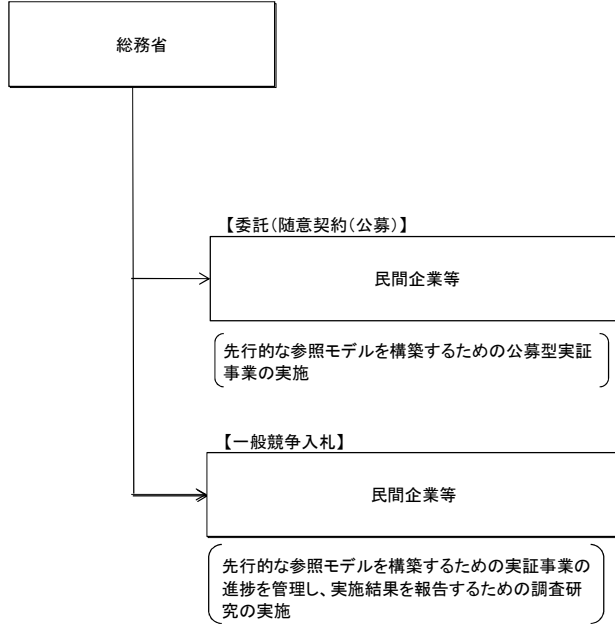 総務省
【委託(随意契約(公募)】
民間企業等
先行的な参照モデルを構築するための公募型実証
事業の実施
【一般競争入札】
民間企業等
先行的な参照モデルを構築するための実証事業の
進捗を管理し、実施結果を報告するための調査研
究の実施